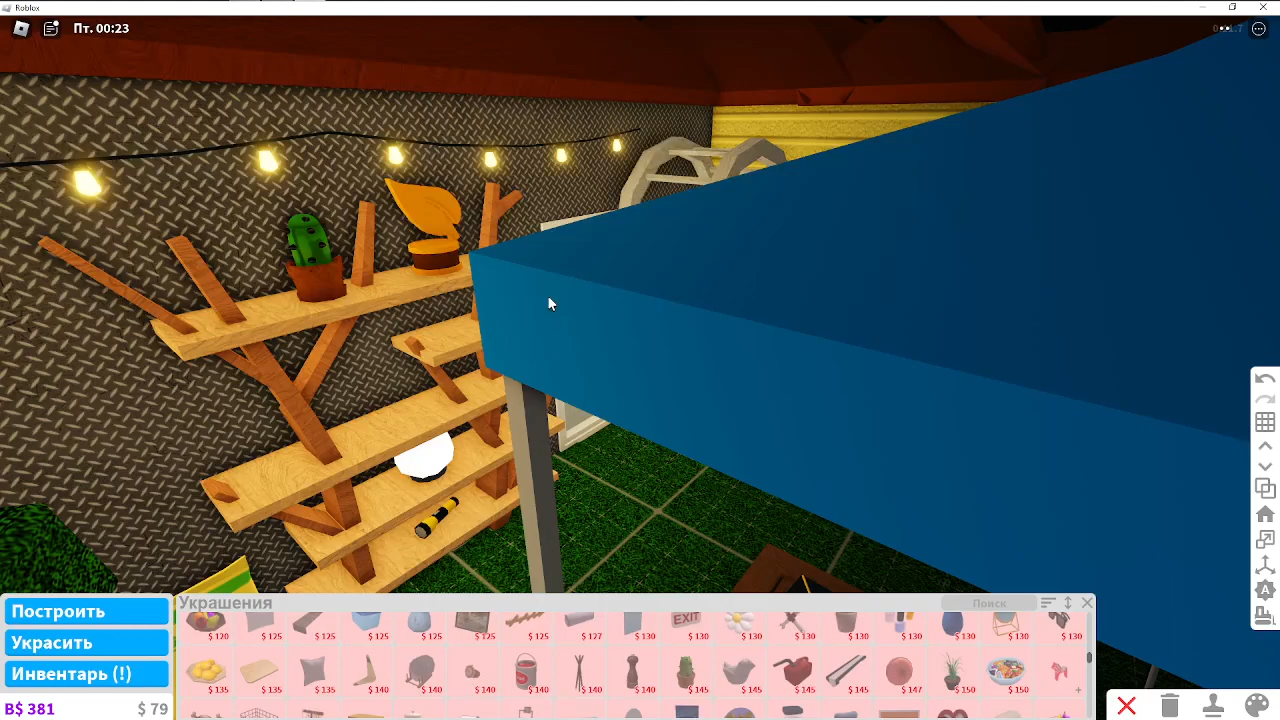 Roblox
Пт. 00:23
Построить
Украсить
Инвентарь (!)
B$ 381
$ 79
Украшения
Поиск
$ 120 $ 125 $ 125 $ 125 $ 125 $ 125 $ 125 $ 127 $ 130 $ 130 $ 130 $ 130 $ 130 $ 130 $ 130 $ 130 $ 130
EXIT
$ 135 $ 135 $ 135 $ 140 $ 140 $ 140 $ 140 $ 140 $ 140 $ 145 $ 145 $ 145 $ 145 $ 147 $ 150 $ 150